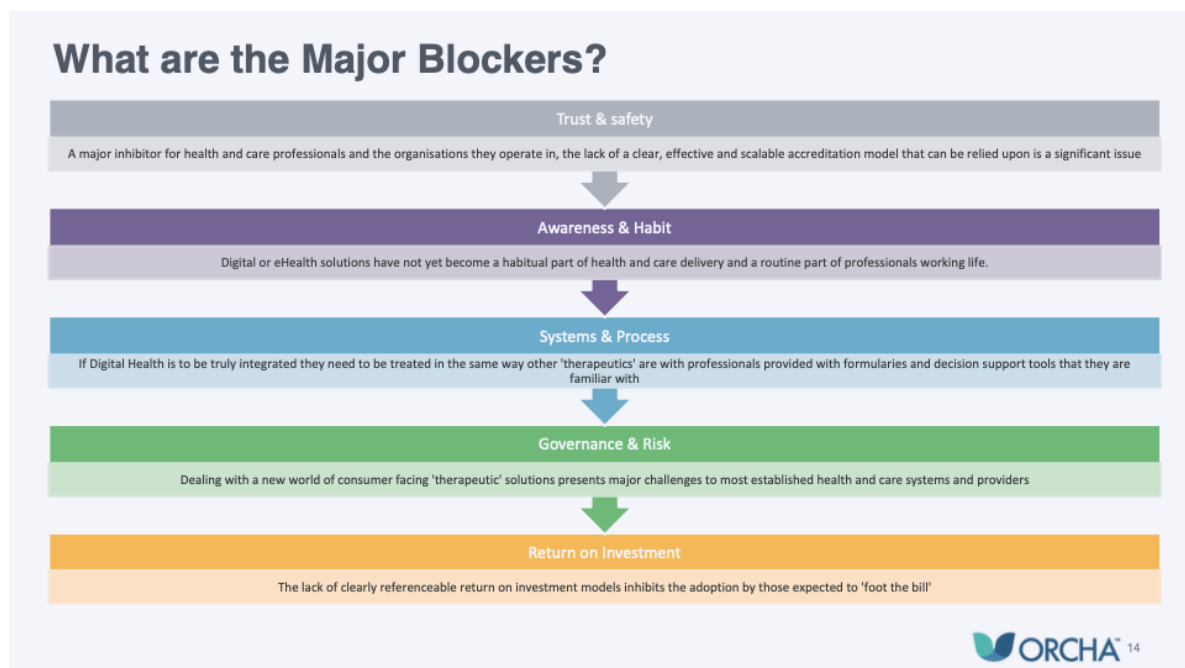 What are the Major Blockers?
Trust & safety
A major inhibitor for health and care professionals and the organisations they operate in, the lack of a clear, effective and scalable accreditation model that can be relied upon is a significant issue
Awareness & Habit
Digital or eHealth solutions have not yet become a habitual part of health and care delivery and a routine part of professionals working life.
Systems & Process
If Digital Health is to be truly integrated they need to be treated in the same way other 'therapeutics' are with professionals provided with formularies and decision support tools that they are
familiar with
Governance & Risk
Dealing with a new world of consumer facing 'therapeutic' solutions presents major challenges to most established health and care systems and providers
Return on Investment
The lack of clearly referenceable return on investment models inhibits the adoption by those expected to 'foot the bill'
ORCHA™ 14